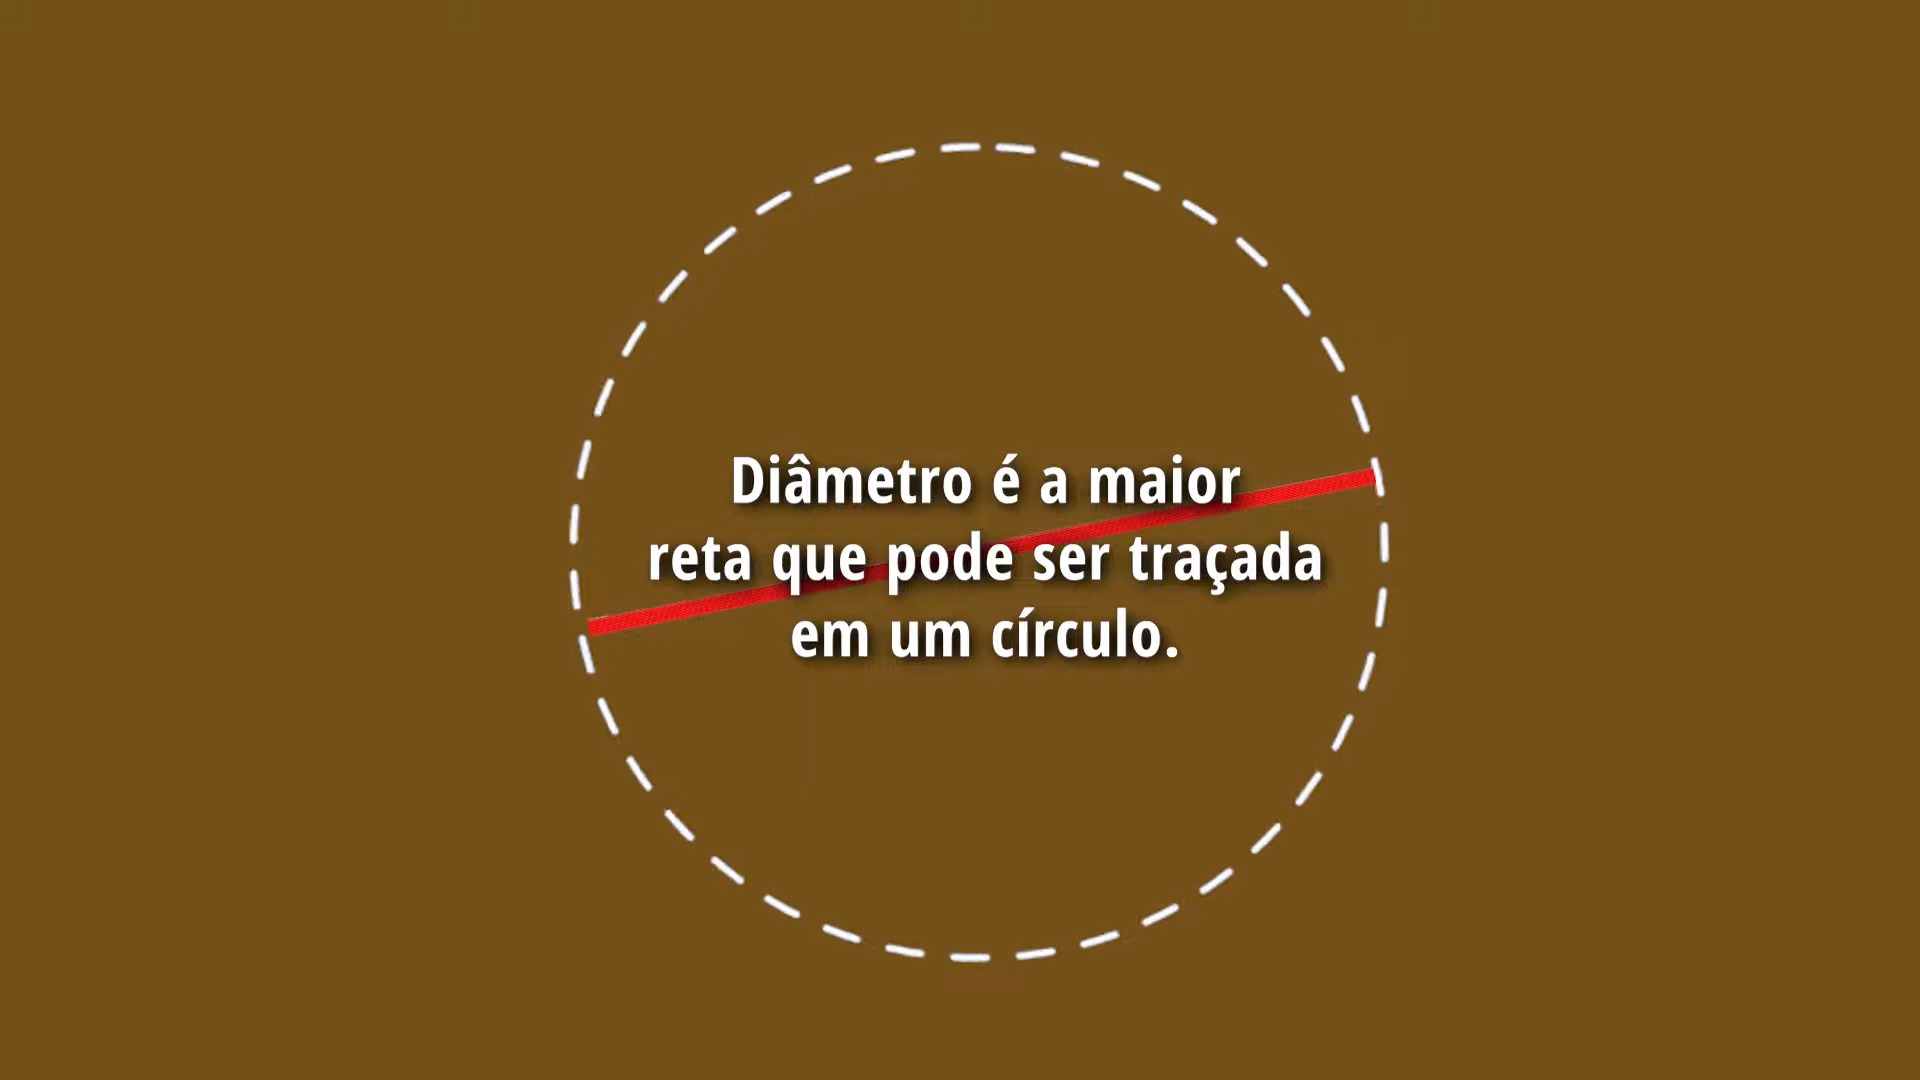 Diâmetro é a maior
reta que pode ser traçada
em um círculo.